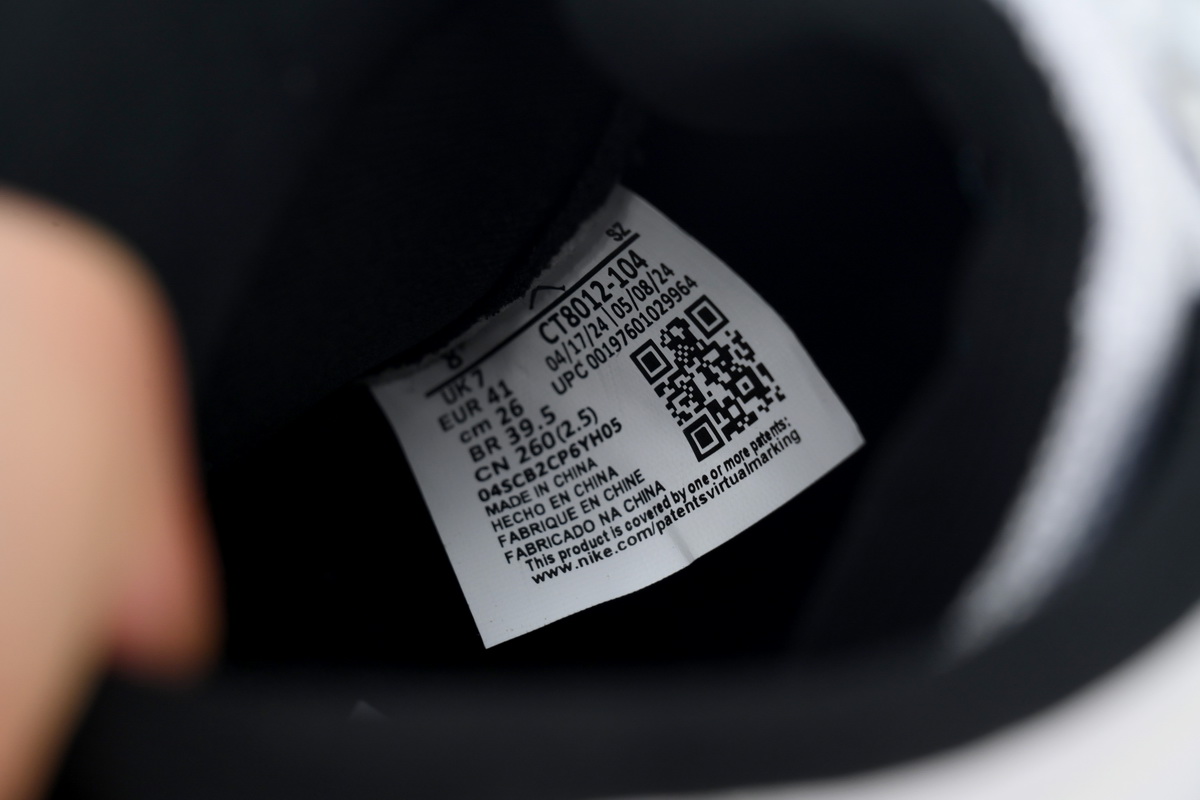 SZ
8
UK 7
EUR 41
cm 26
BR 39.5
CN 260(2.5)
04SCB2CP6YH05
MADE IN CHINA
HECHO EN CHINA
FABRIQUE EN CHINE
FABRICADO NA CHINA
This product is covered by one or more patents:
www.nike.com/patentsvirtualmarking
CT8012-104
04/17/24|05/08/24
UPC 00197601029964